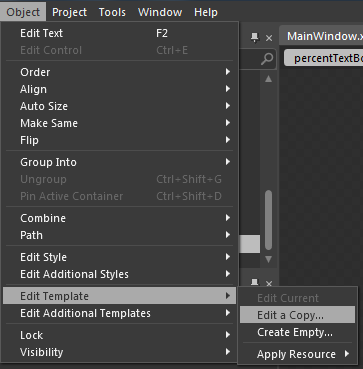 Object Project Tools Window Help
Edit Text F2
Edit Control Ctrl+E
MainWindow.x
percentTextBo
Order
Align
Auto Size
Make Same
Flip
Group Into
Ungroup Ctrl+Shift+G
Pin Active Container Ctrl+Shift+D
Combine
Path
Edit Style
Edit Additional Styles
Edit Template
Edit Additional Templates
Lock
Visibility
Edit Current
Edit a Copy...
Create Empty...
Apply Resource